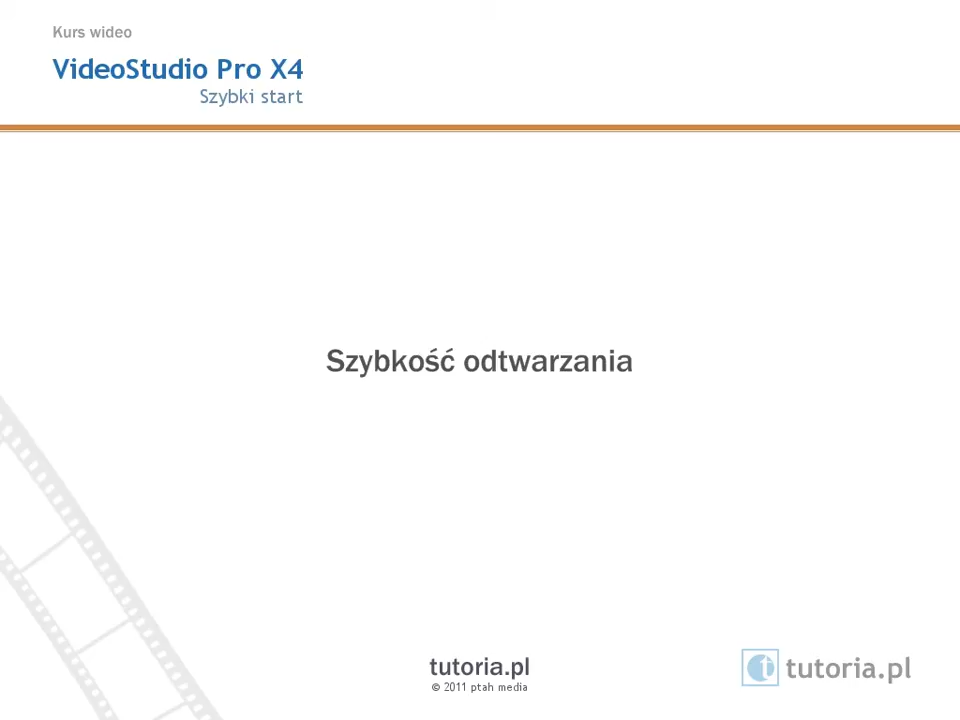 Kurs wideo
VideoStudio Pro X4
Szybki start
Szybkość odtwarzania
tutoria.pl
© 2011 ptah media
t tutoria.pl